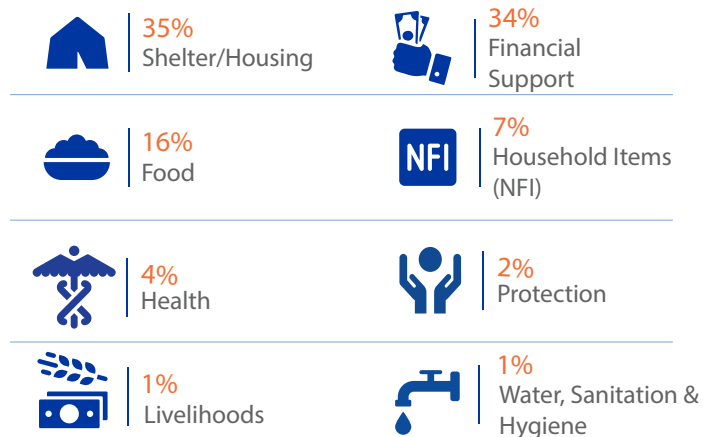 35%
Shelter/Housing
34%
Financial
Support
16%
Food
NFI
7%
Household Items
(NFI)
4%
Health
2%
Protection
1%
Livelihoods
1%
Water, Sanitation &
Hygiene